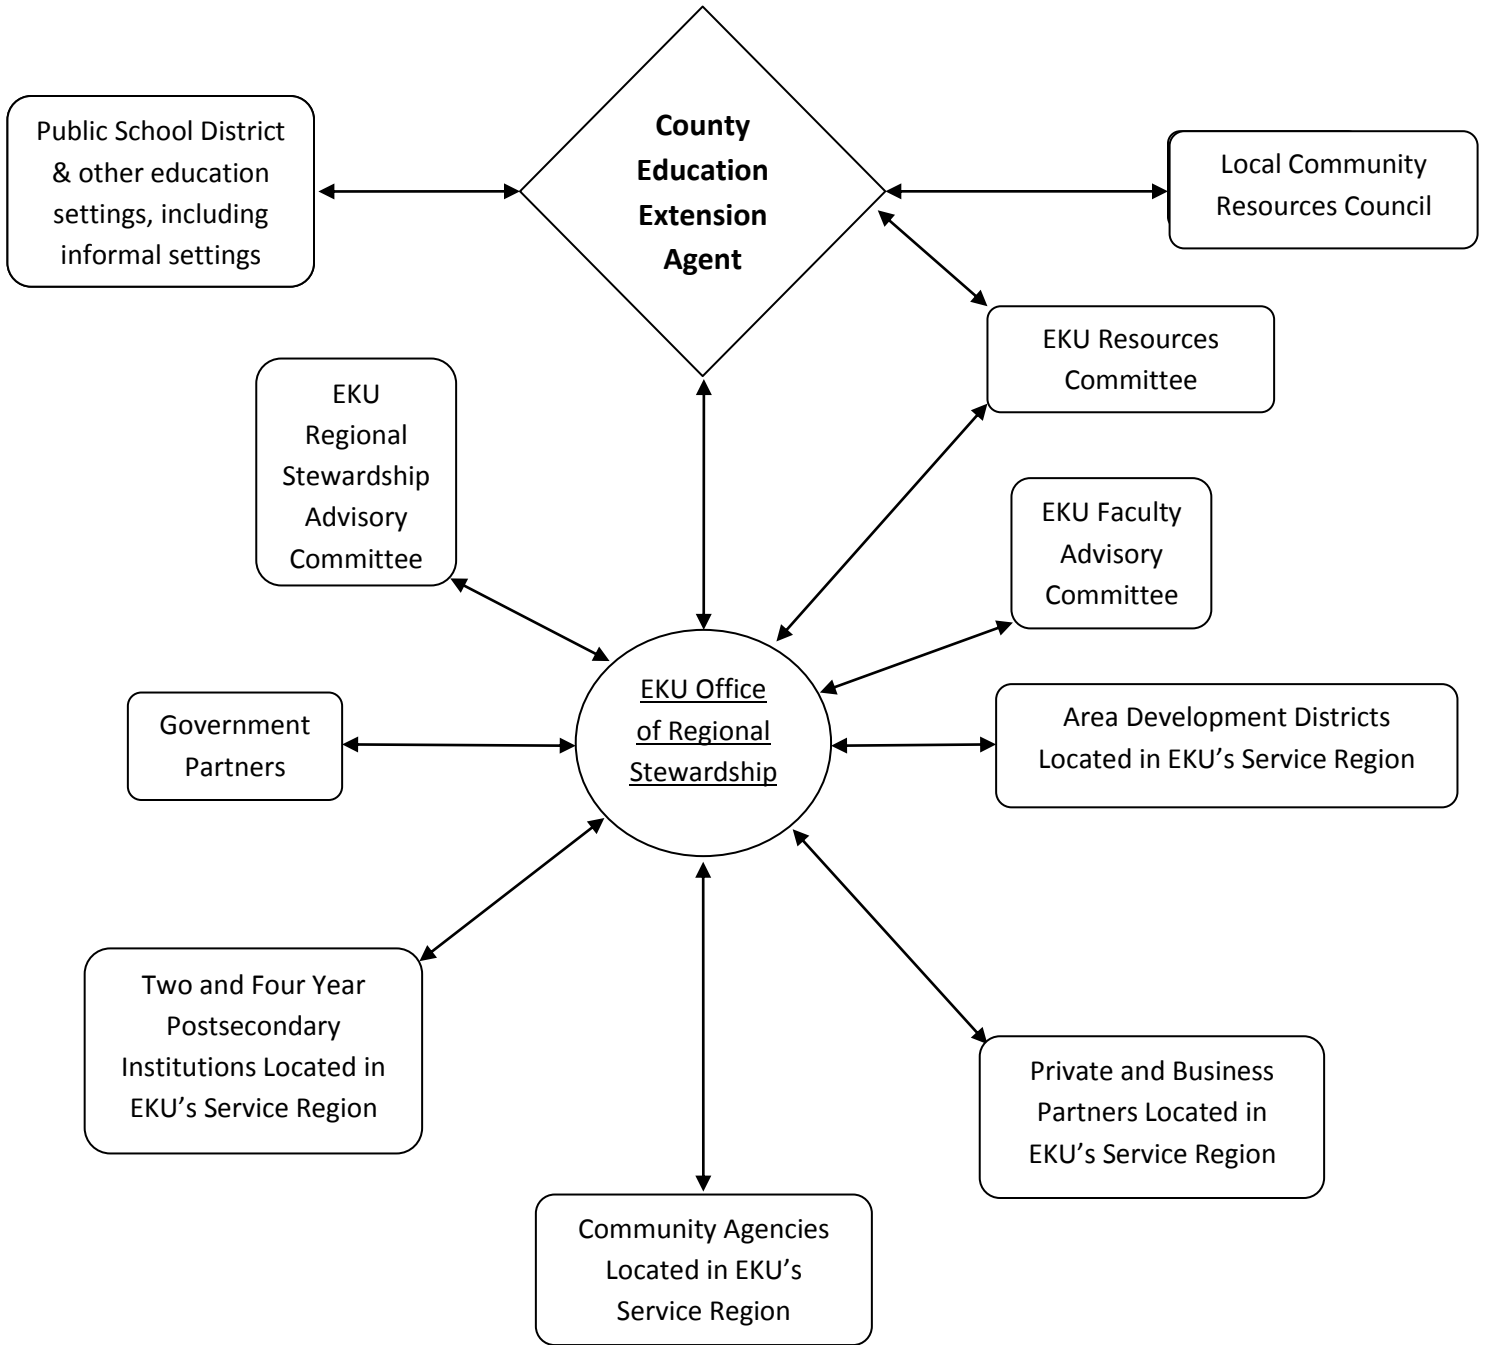 Public School District
& other education
settings, including
informal settings
County
Education
Extension
Agent
Local Community
Resources Council
EKU Resources
Committee
EKU
Regional
Stewardship
Advisory
Committee
EKU Faculty
Advisory
Committee
EKU Office
of Regional
Stewardship
Government
Partners
Area Development Districts
Located in EKU’s Service Region
Two and Four Year
Postsecondary
Institutions Located in
EKU’s Service Region
Private and Business
Partners Located in
EKU’s Service Region
Community Agencies
Located in EKU’s
Service Region